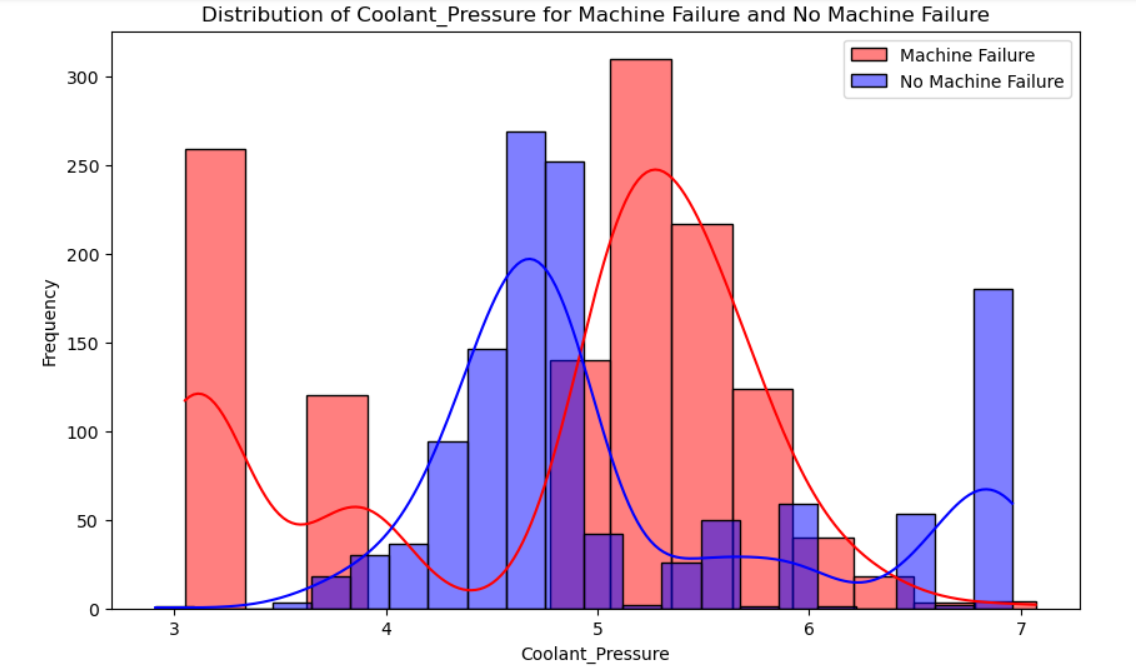 Distribution of Coolant_Pressure for Machine Failure and No Machine Failure
Machine Failure
No Machine Failure
300
250
200
150
100
50
0
Frequency
3 4 5 6 7
Coolant_Pressure